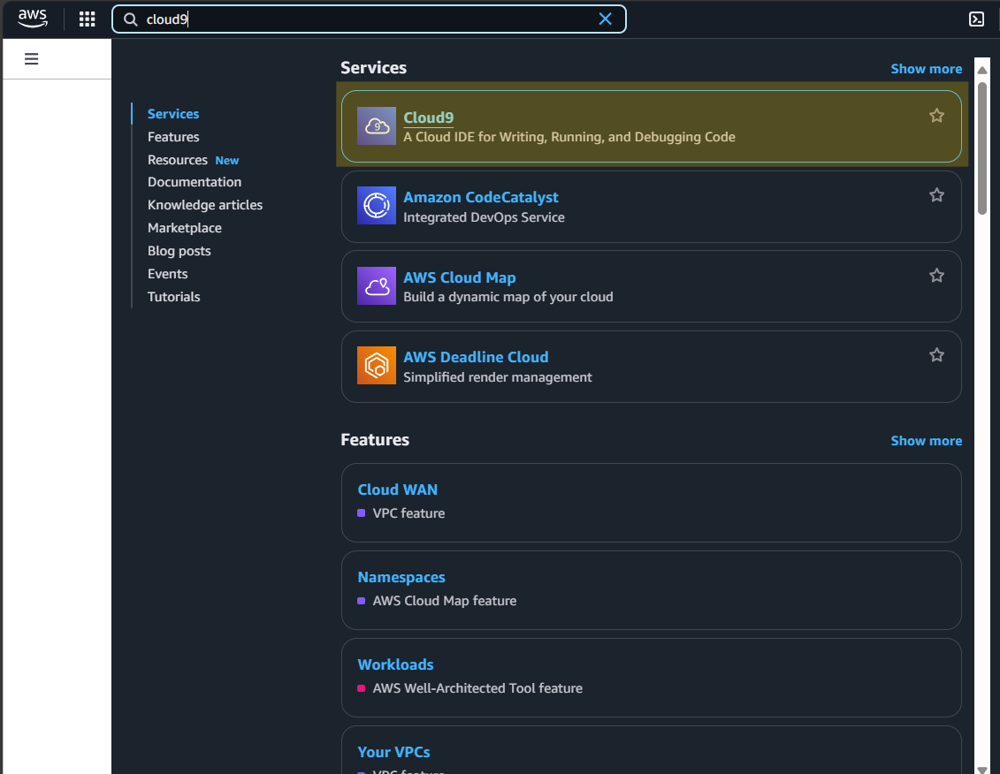 aws
cloud9
Services
Features
Resources New
Documentation
Knowledge articles
Marketplace
Blog posts
Events
Tutorials
Services
Show more
9
Cloud9
A Cloud IDE for Writing, Running, and Debugging Code
Amazon CodeCatalyst
Integrated DevOps Service
AWS Cloud Map
Build a dynamic map of your cloud
AWS Deadline Cloud
Simplified render management
Features
Show more
Cloud WAN
VPC feature
Namespaces
AWS Cloud Map feature
Workloads
AWS Well-Architected Tool feature
Your VPCs
VPC feature